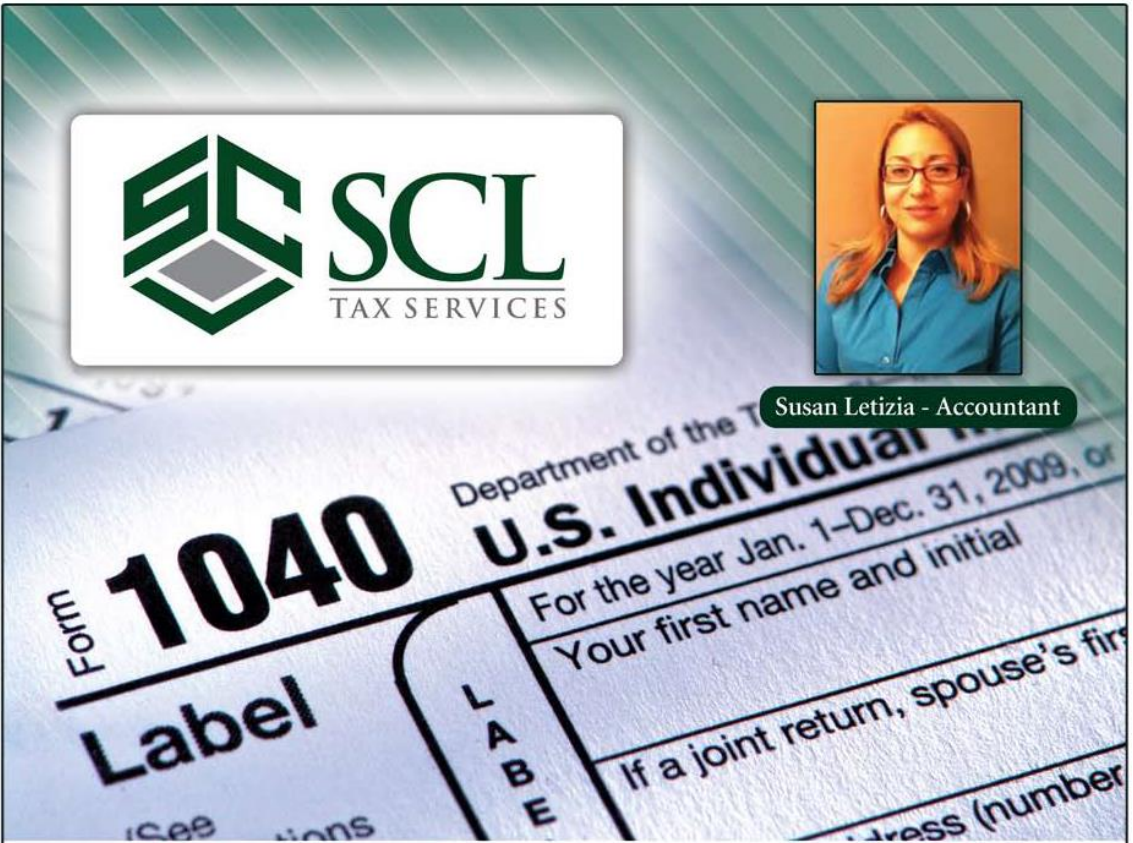 SCL
TAX SERVICES
Susan Letizia - Accountant
Form 1040
Department of the T
U.S. Individual
For the year Jan. 1–Dec. 31, 2009, or
Your first name and initial
If a joint return, spouse's firs
Label
LABE
(See